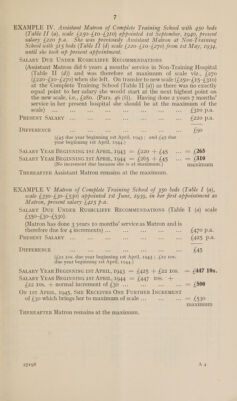 7
EXAMPLE IV. Assistant Matron of Complete Training School with 450 beds
(Table II (a), scale £250–£10–£310) appointed 1st September, 1940, present
salary £220 p.a. She was previously Assistant Matron at Non-Training
School with 315 beds (Table II (d) scale £220–£10–£270) from 1st May, 1934,
until she took up present appointment.
SALARY DUE UNDER RUSHCLIFFE RECOMMENDATIONS
(Assistant Matron did 6 years 4 months' service in Non-Training Hospital
(Table II (d)) and was therefore at maximum of scale viz., £270
(£220–£10–£270) when she left. On transfer to new scale (£250–£15–£310)
at the Complete Training School (Table II (a)) as there was no exactly
equal point to her salary she would start at the next highest point on
the new scale, i.e., £280. (Para. 46 (b)). Having done 2 years 7 months'
service in her present hospital she should be at the maximum of the
scale) ... ... ... ... £310 p.a.
PRESENT SALARY ... ... ... ... £220 p.a.
DIFFERENCE ... ... ... ... £90
(£45 due year beginning 1st April, 1943; and £45 due
year beginning 1st April, 1944.)
SALARY YEAR BEGINNING 1ST APRIL, 1943 = £220 + £45 ... = £265
SALARY YEAR BEGINNING 1ST APRIL, 1944 = £265 + £45 ... = £310
(No increment due because she is at maximum.) maximum
THEREAFTER Assistant Matron remains at the maximum.
EXAMPLE V Matron of Complete Training School of 350 beds (Table I (a),
scale £350–£30–£530) appointed 1st June, 1939, in her first appointment as
Matron, present salary £425 p.a.
SALARY DUE UNDER RUSHCLIFFE RECOMMENDATIONS (Table I (a) scale
£350–£30–£530)
(Matron has done 3 years 10 months' service as Matron and is
therefore due for 4 increments) ... ... ... £470 p.a.
PRESENT SALARY ... ... ... ... £425 p.a.
DIFFERENCE ... ... ... ... £45
(£22 10s. due year beginning 1st April, 1943; £22 10s.
due year beginning 1st April, 1944.)
SALARY YEAR BEGINNING 1ST APRIL, 1943 = £425 + £22 10s. = £447 10s.
SALARY YEAR BEGINNING 1ST APRIL, 1944 = £447 10s. +
£22 10s. + normal increment of £30 ... ... ... = £500
ON 1ST APRIL, 1945, SHE RECEIVES ONE FURTHER INCREMENT
of £30 which brings her to maximum of scale ... ... = £530
maximum
THEREAFTER Matron remains at the maximum.
27198 A 4